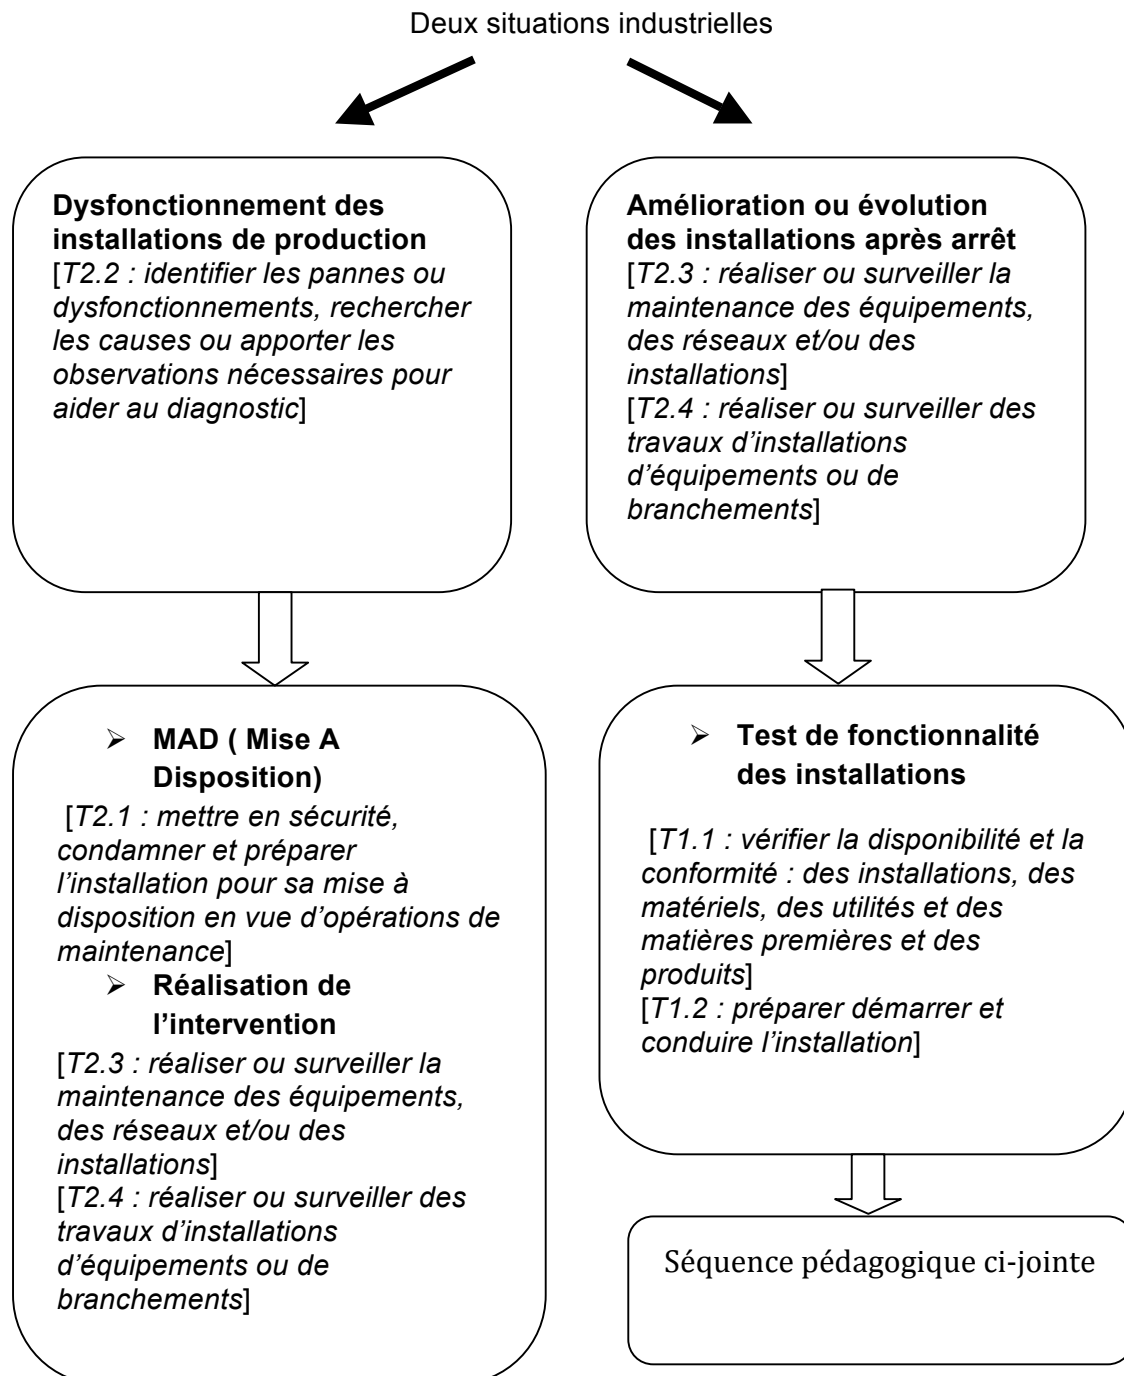 Deux situations industrielles
Dysfonctionnement des
installations de production
[T2.2 : identifier les pannes ou
dysfonctionnements, rechercher
les causes ou apporter les
observations nécessaires pour
aider au diagnostic]
Amélioration ou évolution
des installations après arrêt
[T2.3 : réaliser ou surveiller la
maintenance des équipements,
des réseaux et/ou des
installations]
[T2.4 : réaliser ou surveiller des
travaux d’installations
d’équipements ou de
branchements]
➢ MAD ( Mise A
Disposition)
[T2.1 : mettre en sécurité,
condamner et préparer
l’installation pour sa mise à
disposition en vue d’opérations de
maintenance]
➢ Réalisation de
l’intervention
[T2.3 : réaliser ou surveiller la
maintenance des équipements,
des réseaux et/ou des
installations]
[T2.4 : réaliser ou surveiller des
travaux d’installations
d’équipements ou de
branchements]
➢ Test de fonctionnalité
des installations
[T1.1 : vérifier la disponibilité et la
conformité : des installations, des
matériels, des utilités et des
matières premières et des
produits]
[T1.2 : préparer démarrer et
conduire l’installation]
Séquence pédagogique ci-jointe